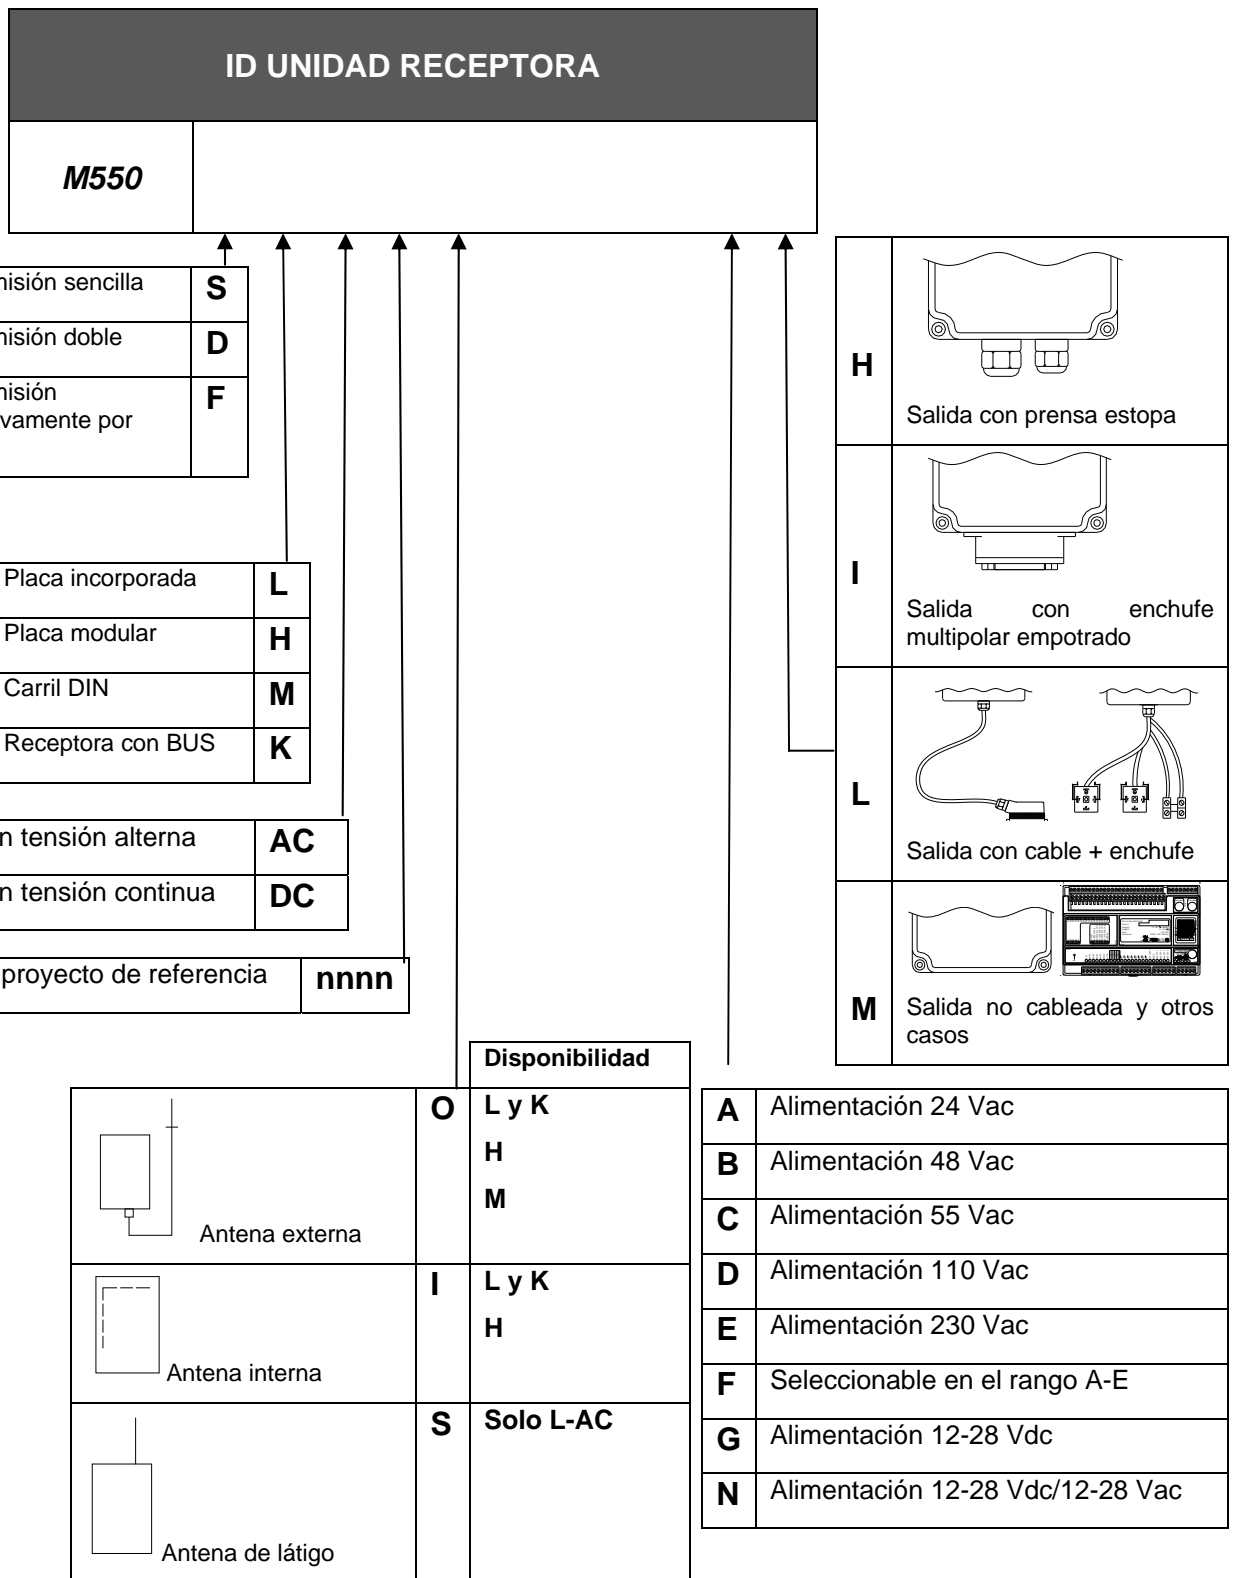 ID UNIDAD RECEPTORA
M550
misión sencilla S
misión doble D
misión F
vamente por
Placa incorporada L
Placa modular H
Carril DIN M
Receptora con BUS K
n tensión alterna AC
n tensión continua DC
proyecto de referencia nnnn
H
Salida con prensa estopa
I
Salida con enchufe
multipolar empotrado
L
Salida con cable + enchufe
M
Salida no cableada y otros
casos
Disponibilidad
Antena externa
O
L y K
H
M
Antena interna
I
L y K
H
Antena de látigo
S
Solo L-AC
A Alimentación 24 Vac
B Alimentación 48 Vac
C Alimentación 55 Vac
D Alimentación 110 Vac
E Alimentación 230 Vac
F Seleccionable en el rango A-E
G Alimentación 12-28 Vdc
N Alimentación 12-28 Vdc/12-28 Vac